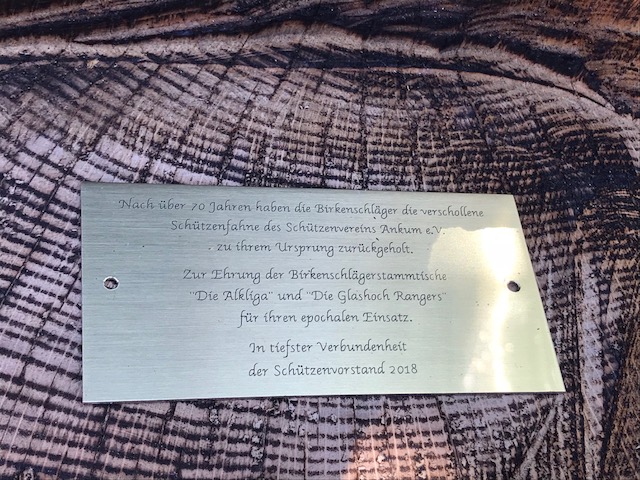 Nach über 70 Jahren haben die Birkenschläger die verschollene
Schützenfahne des Schützenvereins Ankum e.V.
zu ihrem Ursprung zurückgeholt.
Zur Ehrung der Birkenschlägerstammtische
"Die Alkliga" und "Die Glashoch Rangers"
für ihren epochalen Einsatz.
In tiefster Verbundenheit
der Schützenvorstand 2018